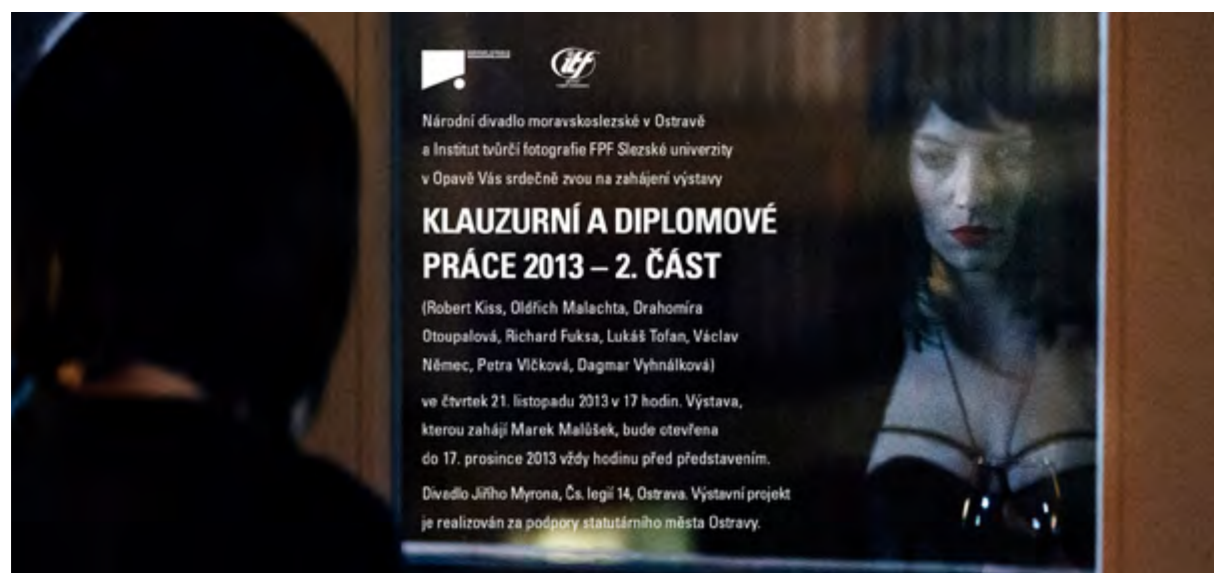 itf
Národní divadlo moravskoslezské v Ostravě
a Institut tvůrčí fotografie FPF Slezské univerzity
v Opavě Vás srdečně zvou na zahájení výstavy
KLAUZURNÍ A DIPLOMOVÉ
PRÁCE 2013 – 2. ČÁST
(Robert Kiss, Oldřich Malachta, Drahomíra
Otoupalová, Richard Fuksa, Lukáš Tofan, Václav
Němec, Petra Vlčková, Dagmar Vyhnálková)
ve čtvrtek 21. listopadu 2013 v 17 hodin. Výstava,
kterou zahájí Marek Malůšek, bude otevřena
do 17. prosince 2013 vždy hodinu před představením.
Divadlo Jiřího Myrona, Čs. legií 14, Ostrava. Výstavní projekt
je realizován za podpory statutárního města Ostravy.